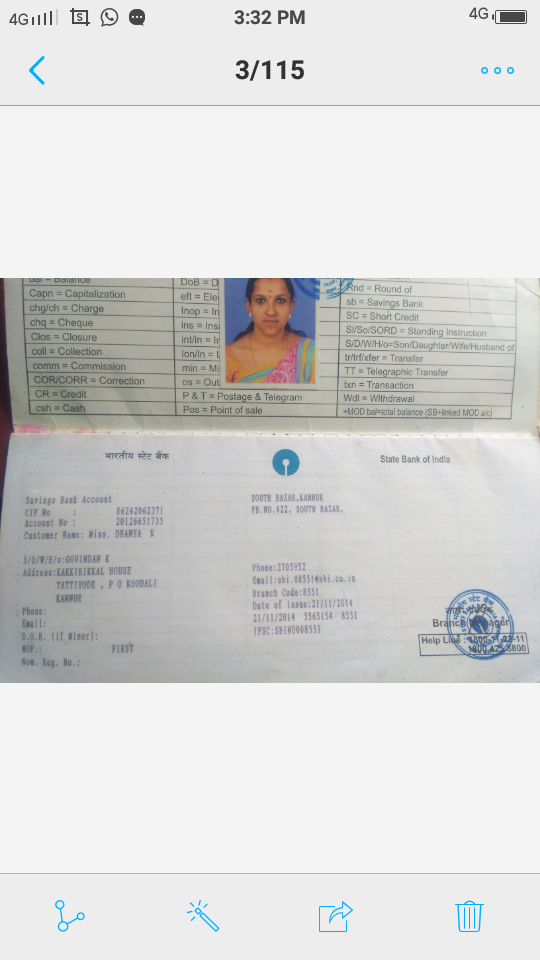 4G 3:32 PM 4G
3/115
bal = Balance
Capn = Capitalization
chg/ch = Charge
chq = Cheque
Clos = Closure
coll = Collection
comm = Commission
COR/CORR = Correction
CR = Credit
csh = Cash
DoB = D
eft = Ele
Inop = In
ins = Ins
int/in = In
lon/ln = L
min = Mi
os = Out
P & T = Postage & Telegram
Pos = Point of sale
Rnd = Round of
sb = Savings Bank
SC = Short Credit
SI/So/SORD = Standing Instruction
S/D/W/H/o=Son/Daughter/Wife/Husband of
tr/trf/xfer = Transfer
TT = Telegraphic Transfer
txn = Transaction
Wdl = Withdrawal
+MOD bal=total balance (SB+linked MOD a/c)
भारतीय स्टेट बैंक
State Bank of India
Savings Bank Account
CIF No : 86242062371
Account No : 20126651735
Customer Name: Miss. DHANYA K
S/D/W/H/o:GOVINDAN K
Address:KAKKIRIKKAL HOUSE
TATTIYODE , P O KOODALI
KANNUR
Phone:
Email:
D.O.B. (if Minor):
MOP.: FIRST
Nom. Reg. No.:
SOUTH BAZAR,KANNUR
PB.NO.422, SOUTH BAZAR,
Phone:2705952
Email:sbi.08551@sbi.co.in
Branch Code:8551
Date of Issue:21/11/2014
21/11/2014 5565154 8551
IFSC:SBIN0008551
Branch Manager
Help Line : 1800-11-22-11
1800 425 3800